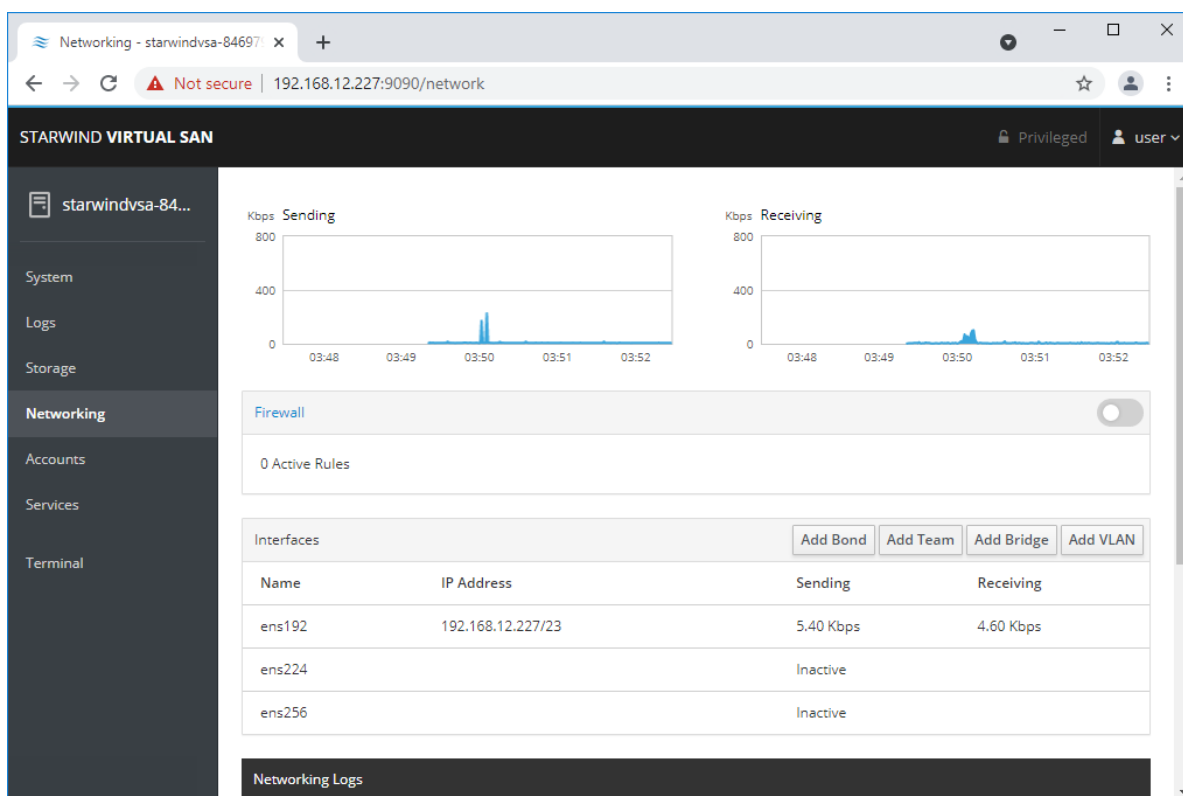 Networking - starwindvsa-84697
Not secure | 192.168.12.227:9090/network
STARWIND VIRTUAL SAN
Privileged
user
starwindvsa-84...
System
Logs
Storage
Networking
Accounts
Services
Terminal
Kbps Sending
800
400
0
03:48 03:49 03:50 03:51 03:52
Kbps Receiving
800
400
0
03:48 03:49 03:50 03:51 03:52
Firewall
0 Active Rules
Interfaces Add Bond Add Team Add Bridge Add VLAN
Name IP Address Sending Receiving
ens192 192.168.12.227/23 5.40 Kbps 4.60 Kbps
ens224 Inactive
ens256 Inactive
Networking Logs